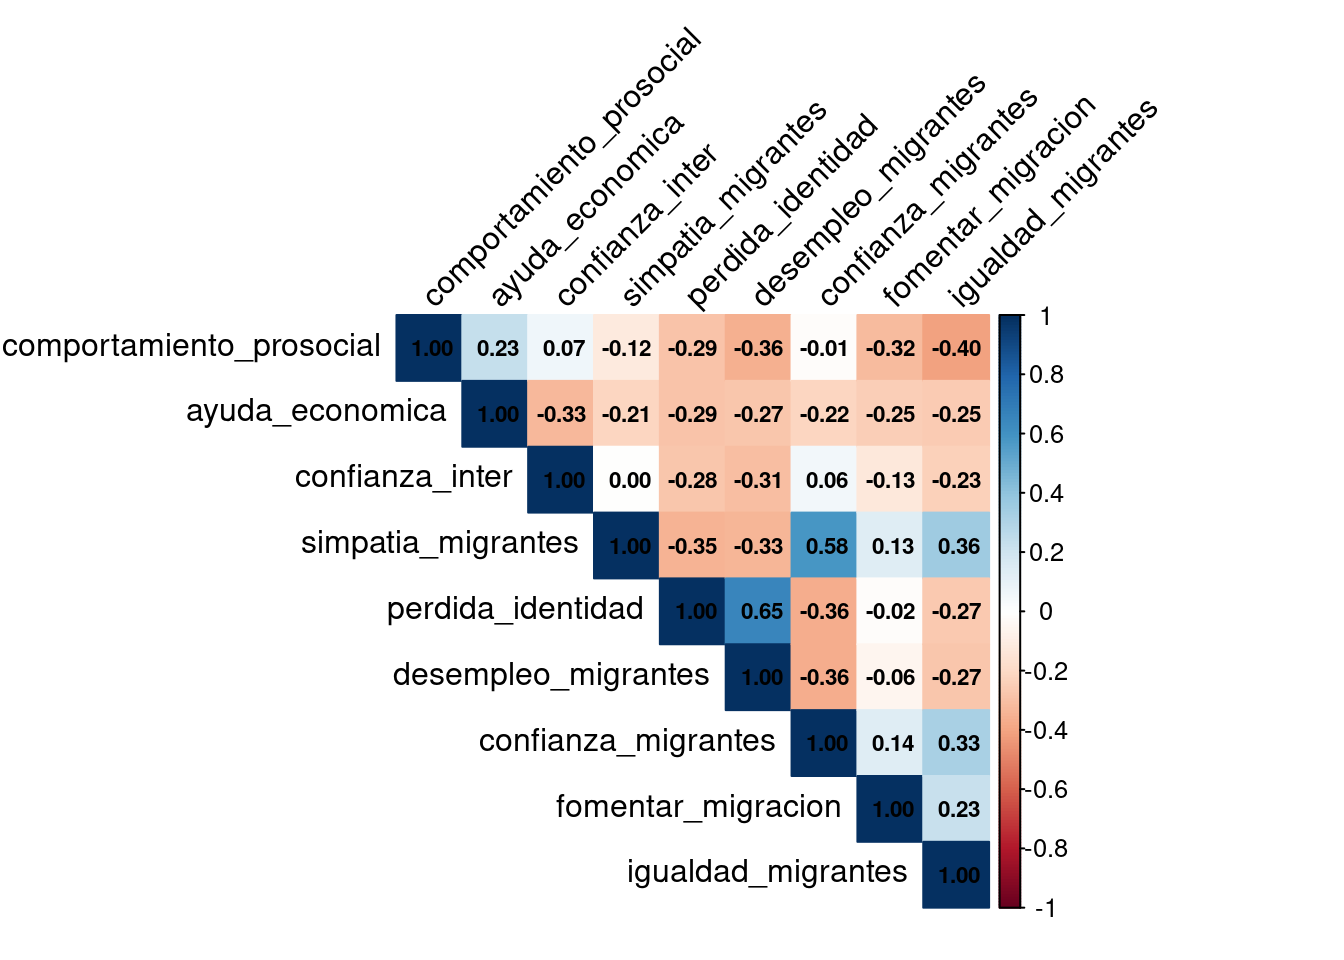 comportamiento_prosocial
ayuda_economica
confianza_inter
simpatia_migrantes
perdida_identidad
desempleo_migrantes
confianza_migrantes
fomentar_migracion
igualdad_migrantes
comportamiento_prosocial 1.00 0.23 0.07 -0.12 -0.29 -0.36 -0.01 -0.32 -0.40
ayuda_economica 1.00 -0.33 -0.21 -0.29 -0.27 -0.22 -0.25 -0.25
confianza_inter 1.00 0.00 -0.28 -0.31 0.06 -0.13 -0.23
simpatia_migrantes 1.00 -0.35 -0.33 0.58 0.13 0.36
perdida_identidad 1.00 0.65 -0.36 -0.02 -0.27
desempleo_migrantes 1.00 -0.36 -0.06 -0.27
confianza_migrantes 1.00 0.14 0.33
fomentar_migracion 1.00 0.23
igualdad_migrantes 1.00
1
0.8
0.6
0.4
0.2
0
-0.2
-0.4
-0.6
-0.8
-1